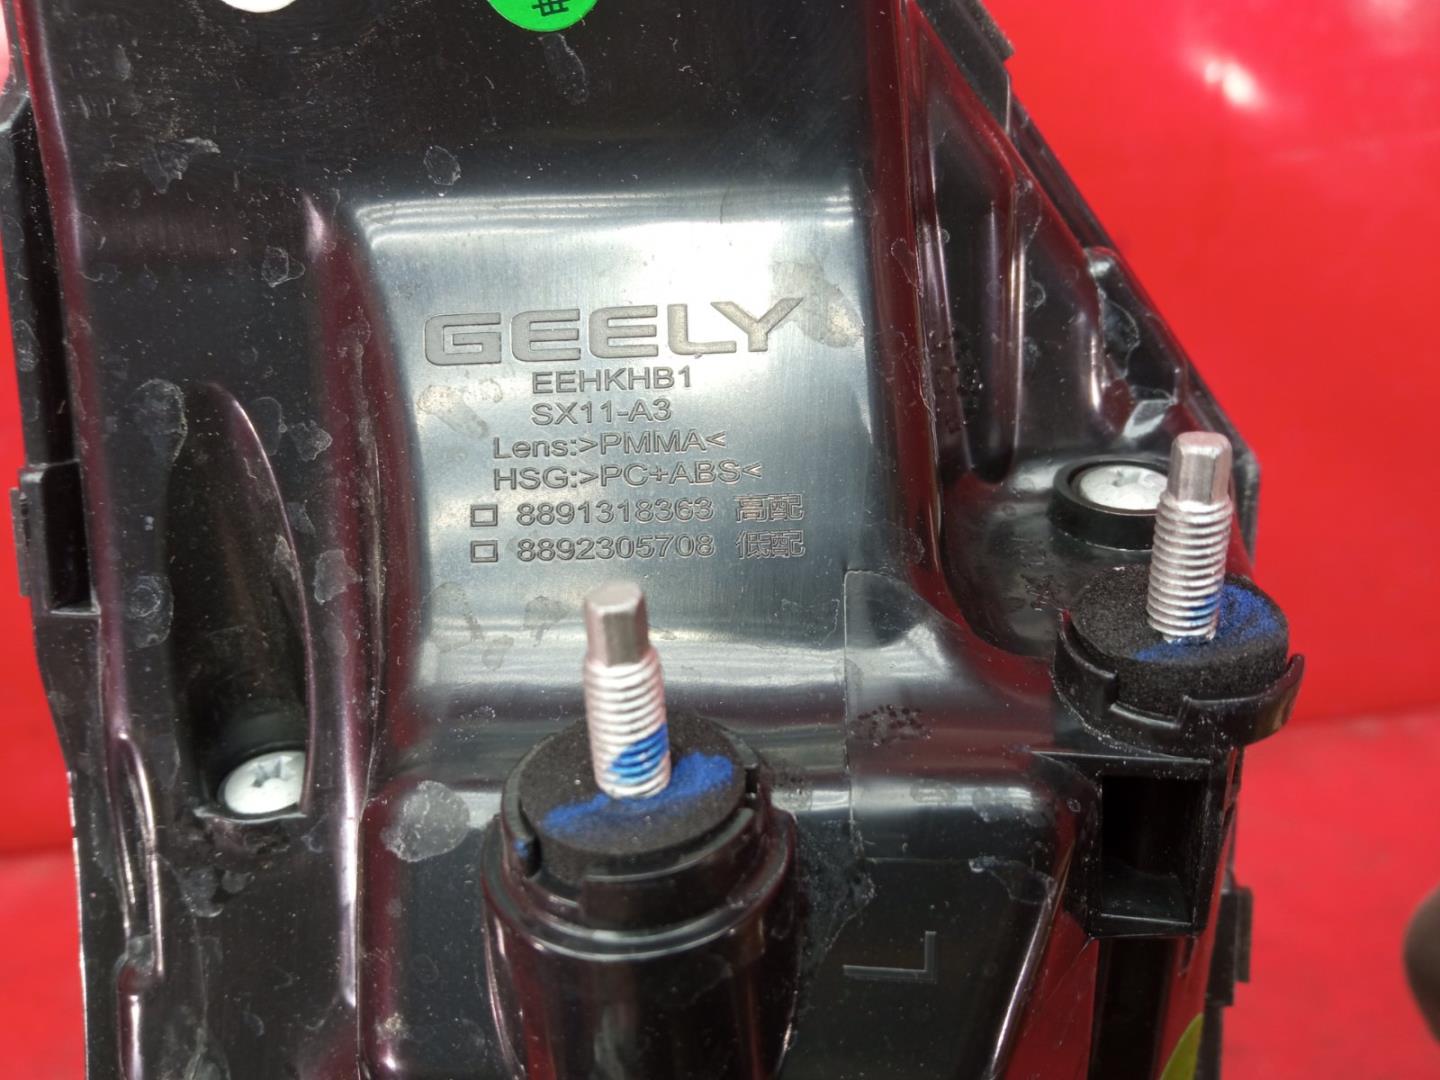 GEELY
EEHKHB1
SX11-A3
Lens:>PMMA<
HSG:>PC+ABS<
8891318363 高配
8892305708 低配
L